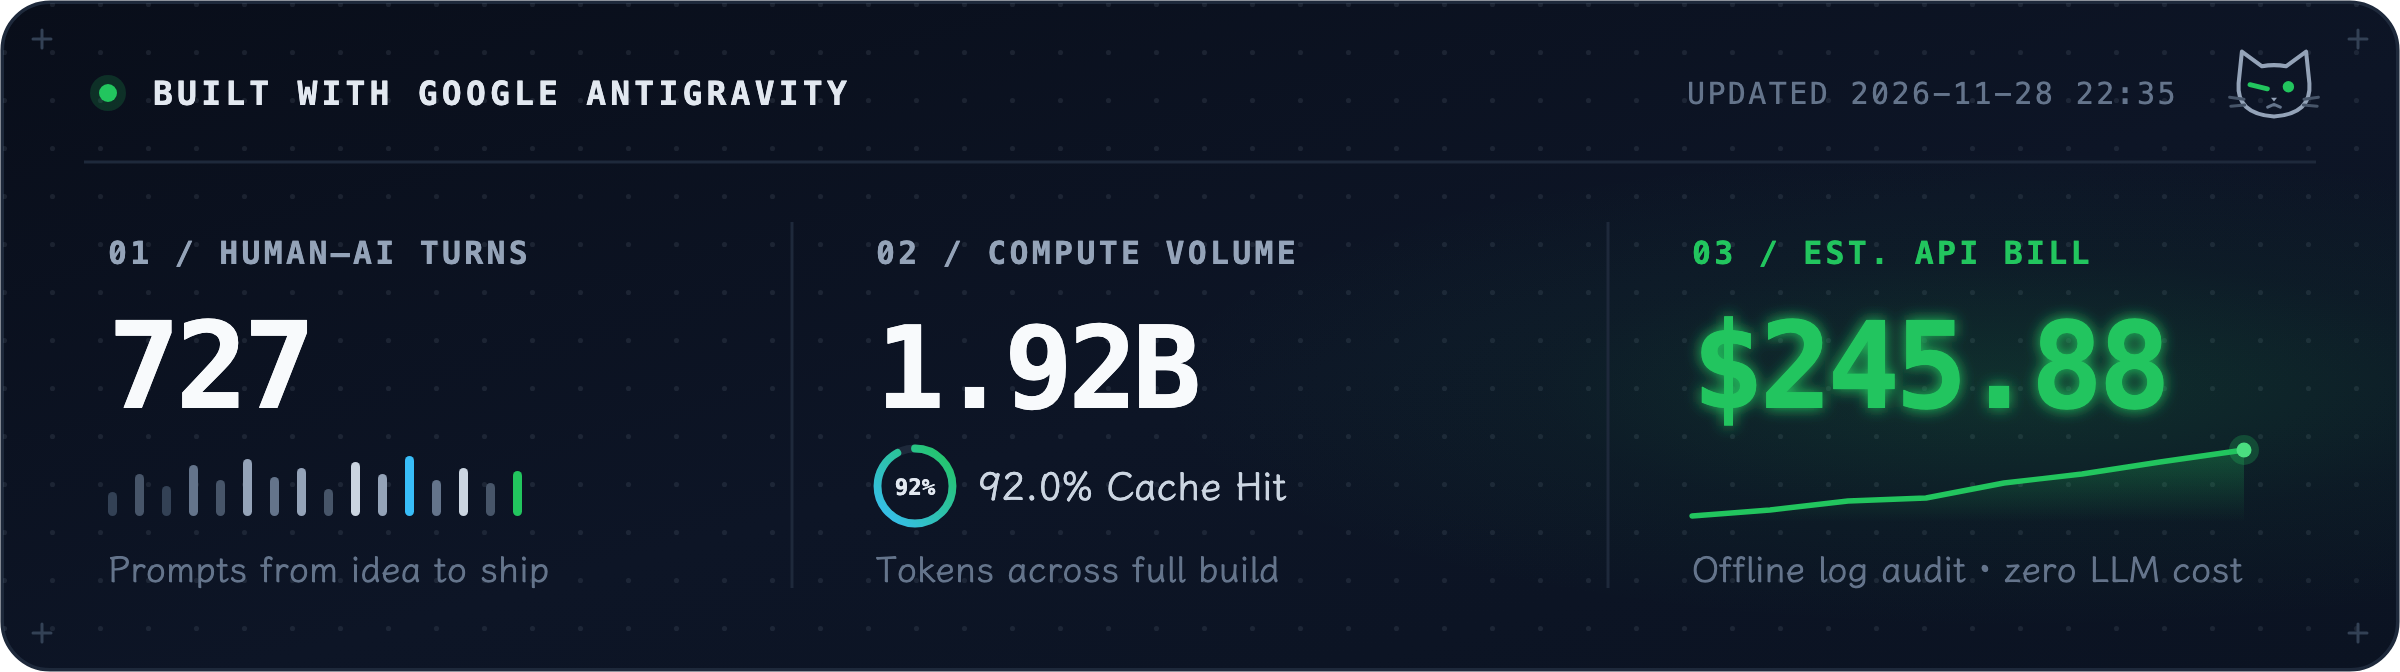 BUILT WITH GOOGLE ANTIGRAVITY
UPDATED 2026-11-28 22:35
01 / HUMAN-AI TURNS
727
Prompts from idea to ship
02 / COMPUTE VOLUME
1.92B
92%
92.0% Cache Hit
Tokens across full build
03 / EST. API BILL
$245.88
Offline log audit • zero LLM cost